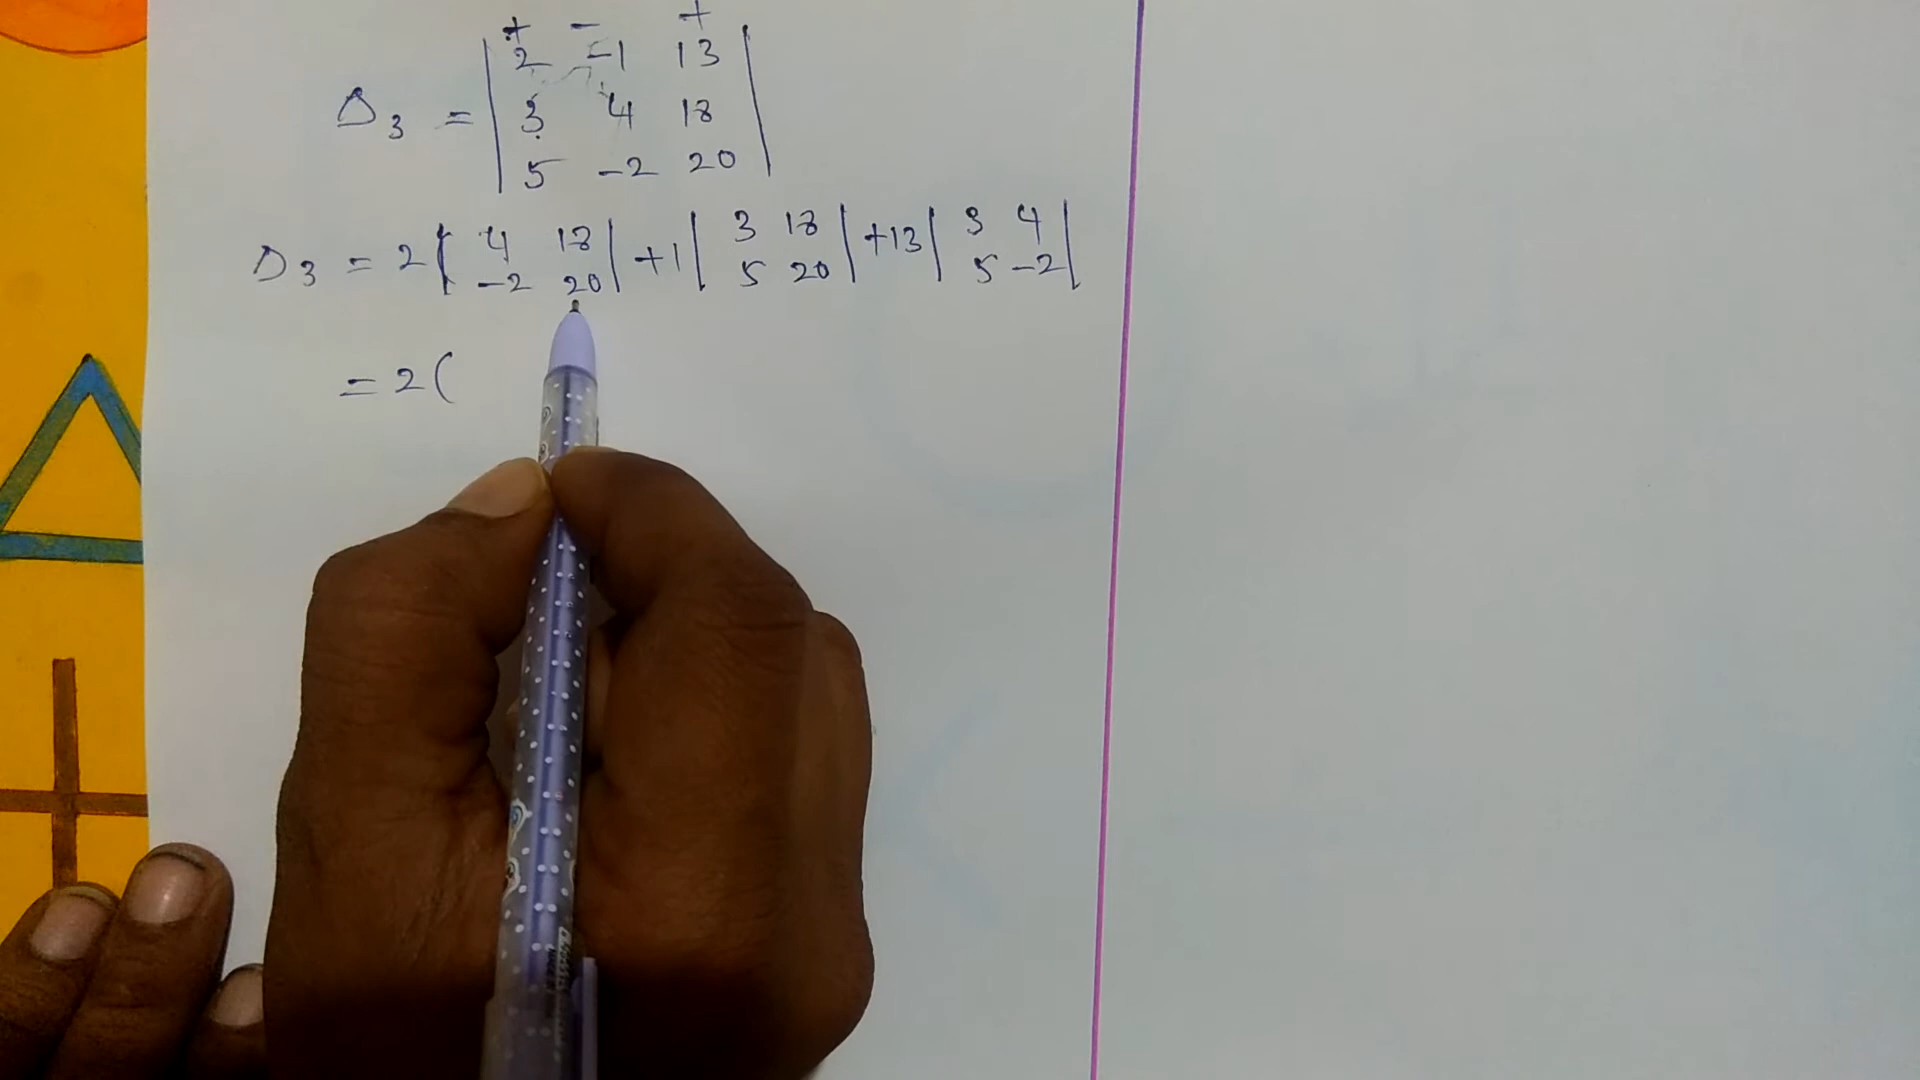 + - +
Δ3 = | 2 -1 13 |
| 3 4 18 |
| 5 -2 20 |
Δ3 = 2 | 4 18 | +1 | 3 18 | +13 | 3 4 |
| -2 20 | | 5 20 | | 5 -2 |
= 2 (